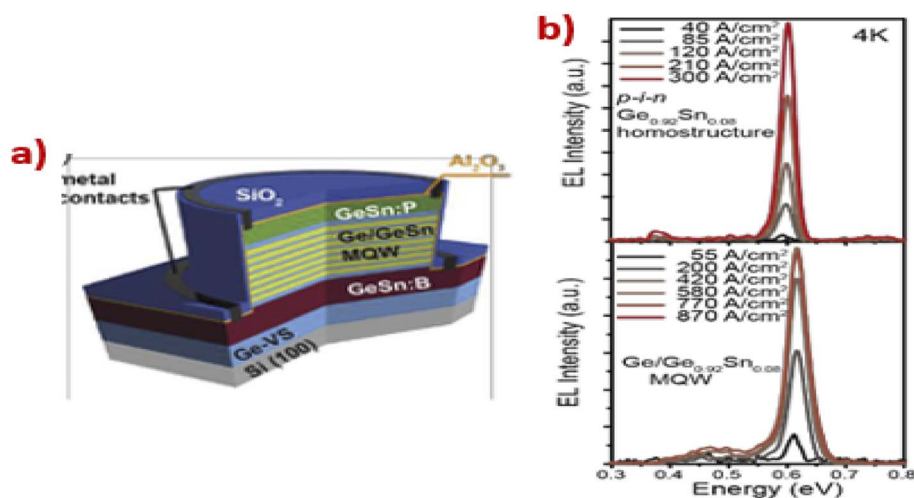 a)
metal
contacts
SiO₂
Al₂O₃
GeSn:P
Ge/GeSn
MQW
GeSn:B
Ge-VS
Si (100)
b)
EL Intensity (a.u.)
40 A/cm²
85 A/cm²
120 A/cm²
210 A/cm²
300 A/cm²
4K
p-i-n
Ge₀.₉₂Sn₀.₀₈
homostructure
EL Intensity (a.u.)
55 A/cm²
200 A/cm²
420 A/cm²
580 A/cm²
770 A/cm²
870 A/cm²
Ge/Ge₀.₉₂Sn₀.₀₈
MQW
0.3 0.4 0.5 0.6 0.7 0.8
Energy (eV)